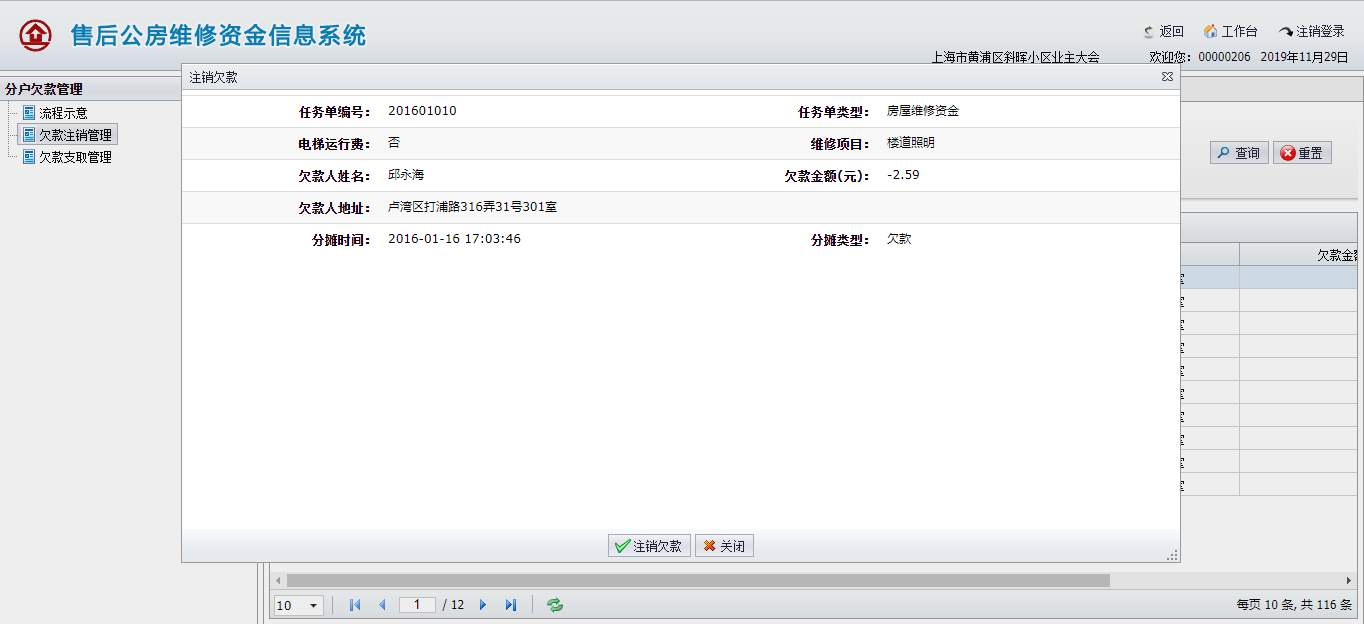 售后公房维修资金信息系统
返回 工作台 注销登录
上海市黄浦区斜晖小区业主大会 欢迎您: 00000206 2019年11月29日
分户欠款管理
流程示意
欠款注销管理
欠款支取管理
注销欠款
任务单编号: 201601010 任务单类型: 房屋维修资金
电梯运行费: 否 维修项目: 楼道照明
欠款人姓名: 邱永海 欠款金额(元): -2.59
欠款人地址: 卢湾区打浦路316弄31号301室
分摊时间: 2016-01-16 17:03:46 分摊类型: 欠款
注销欠款 关闭
查询 重置
欠款金
10 1 / 12 每页 10 条, 共 116 条